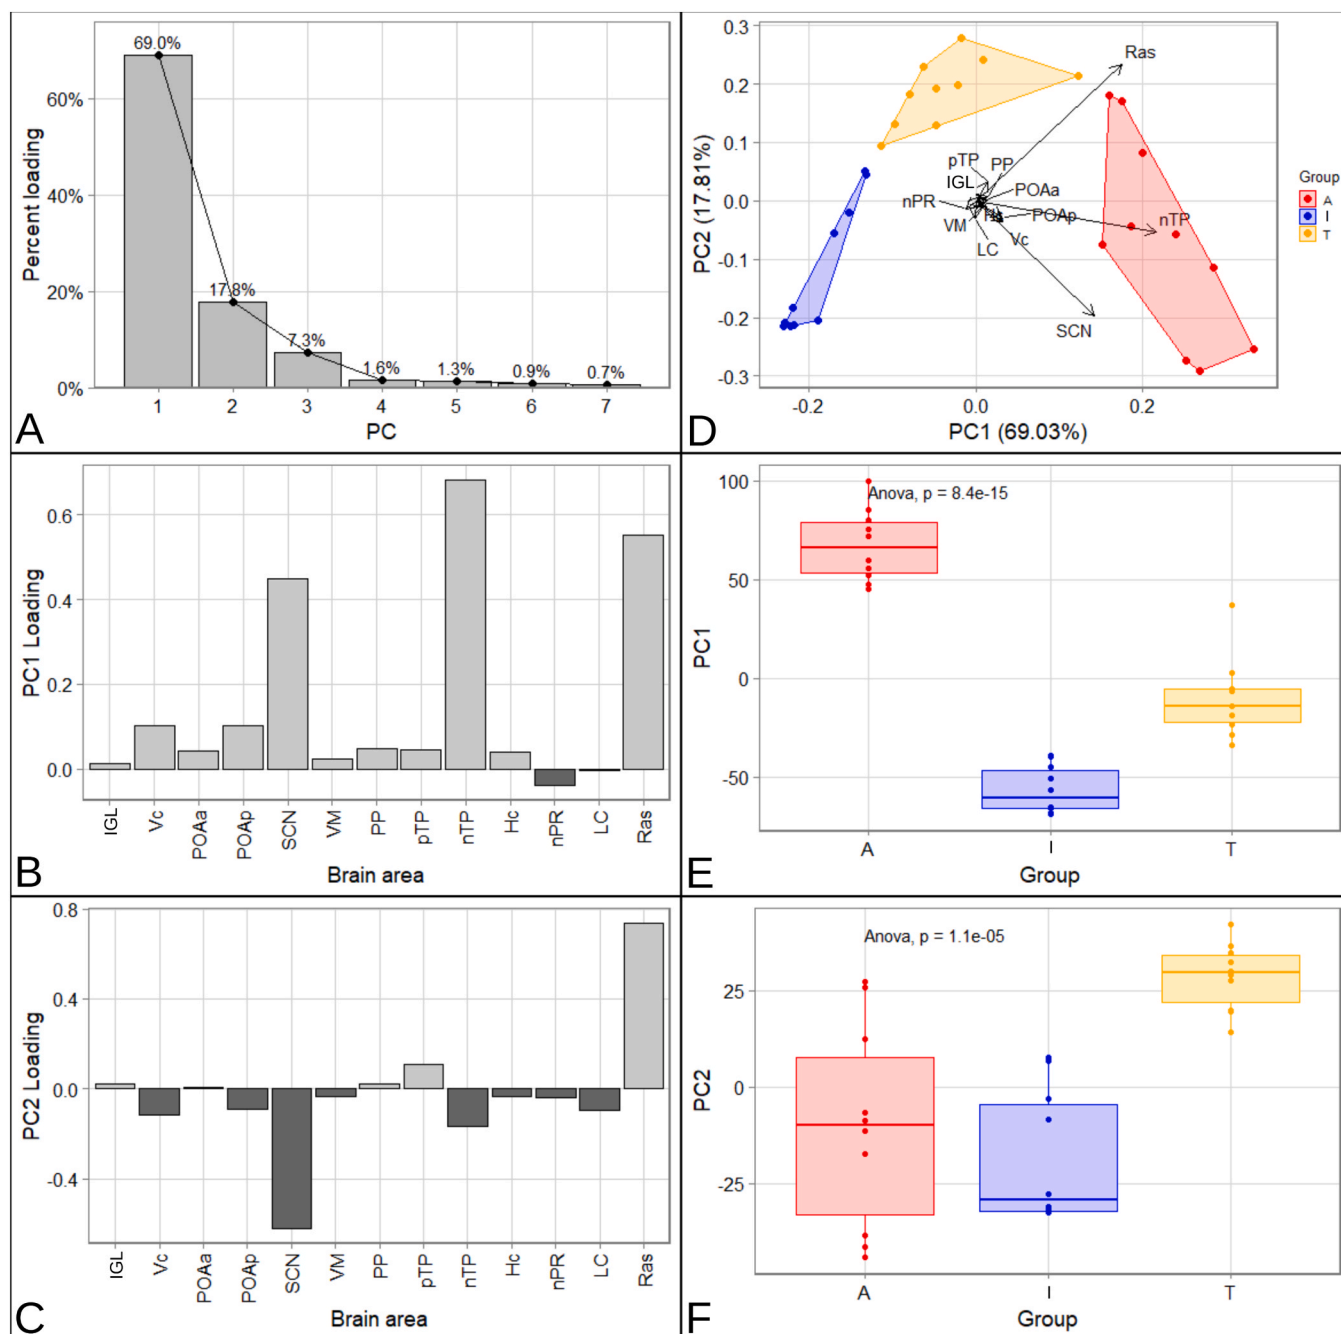 69.0%
17.8%
7.3%
1.6%
1.3%
0.9%
0.7%
60%
40%
20%
0%
Percent loading
1 2 3 4 5 6 7
PC
A
0.3
0.2
0.1
0.0
-0.1
-0.2
-0.3
PC2 (17.81%)
Ras
pTP
PP
IGL
POAa
nPR
POAp
nTP
VM
LC
Vc
SCN
-0.2 0.0 0.2
PC1 (69.03%)
Group
A
I
T
D
0.6
0.4
0.2
0.0
PC1 Loading
IGL Vc POAa POAp SCN VM PP pTP nTP Hc nPR LC Ras
Brain area
B
100
50
0
-50
PC1
Anova, p = 8.4e-15
A I T
Group
E
0.8
0.4
0.0
-0.4
PC2 Loading
IGL Vc POAa POAp SCN VM PP pTP nTP Hc nPR LC Ras
Brain area
C
25
0
-25
PC2
Anova, p = 1.1e-05
A I T
Group
F